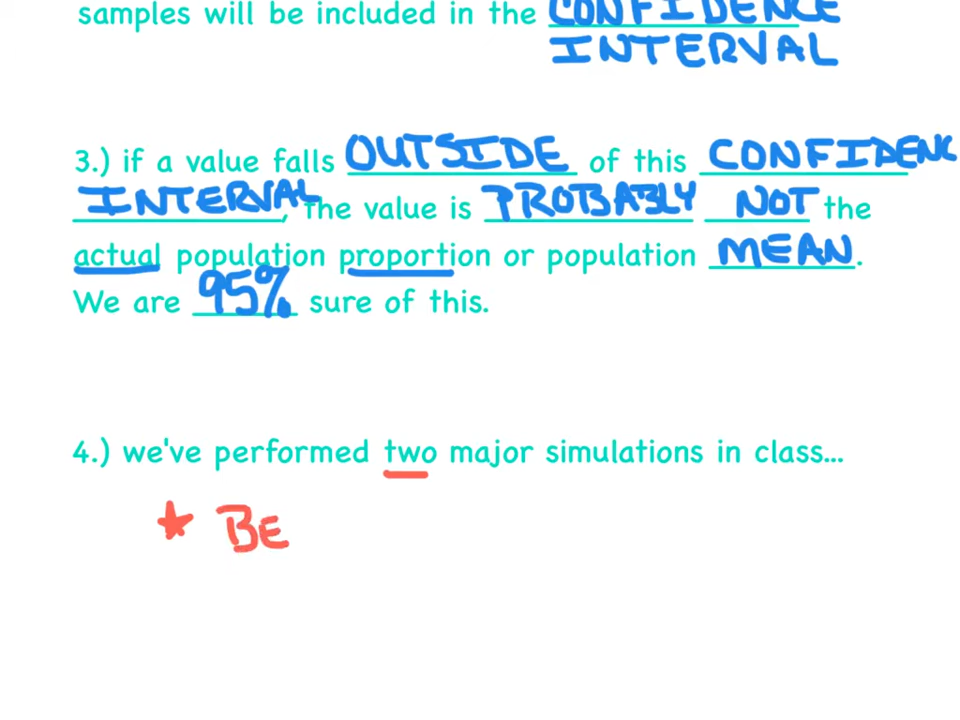 samples will be included in the CONFIDENCE
INTERVAL
3.) if a value falls OUTSIDE of this CONFIDENC
INTERVAL, the value is PROBABLY NOT the
actual population proportion or population MEAN.
We are 95% sure of this.
4.) we've performed two major simulations in class...
★ BE